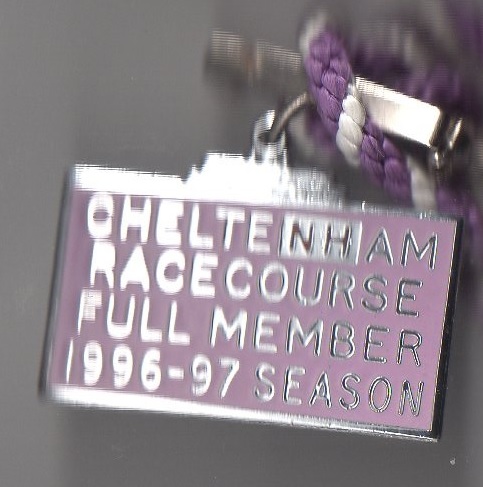 CHELTENHAM
RACECOURSE
FULL MEMBER
1996-97 SEASON